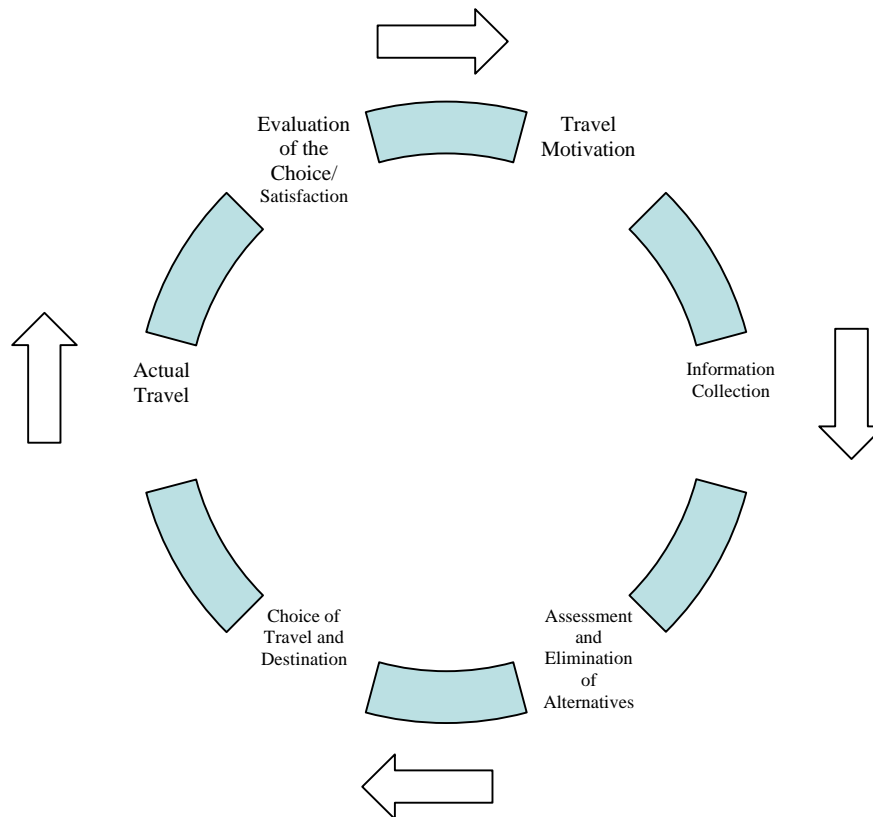 Evaluation
of the
Choice/
Satisfaction
Travel
Motivation
Information
Collection
Assessment
and
Elimination
of
Alternatives
Choice of
Travel and
Destination
Actual
Travel